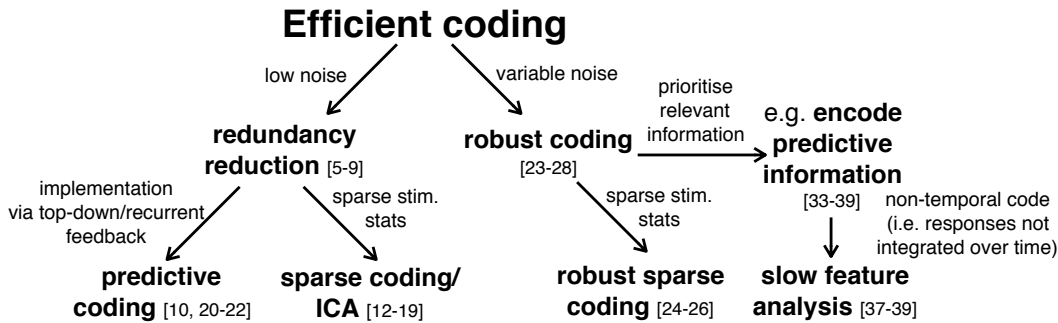 Efficient coding
low noise
variable noise
prioritise
relevant
information
e.g. encode
predictive
information
[33-39]
redundancy
reduction [5-9]
robust coding
[23-28]
implementation
via top-down/recurrent
feedback
sparse stim.
stats
sparse stim.
stats
non-temporal code
(i.e. responses not
integrated over time)
predictive
coding [10, 20-22]
sparse coding/
ICA [12-19]
robust sparse
coding [24-26]
slow feature
analysis [37-39]